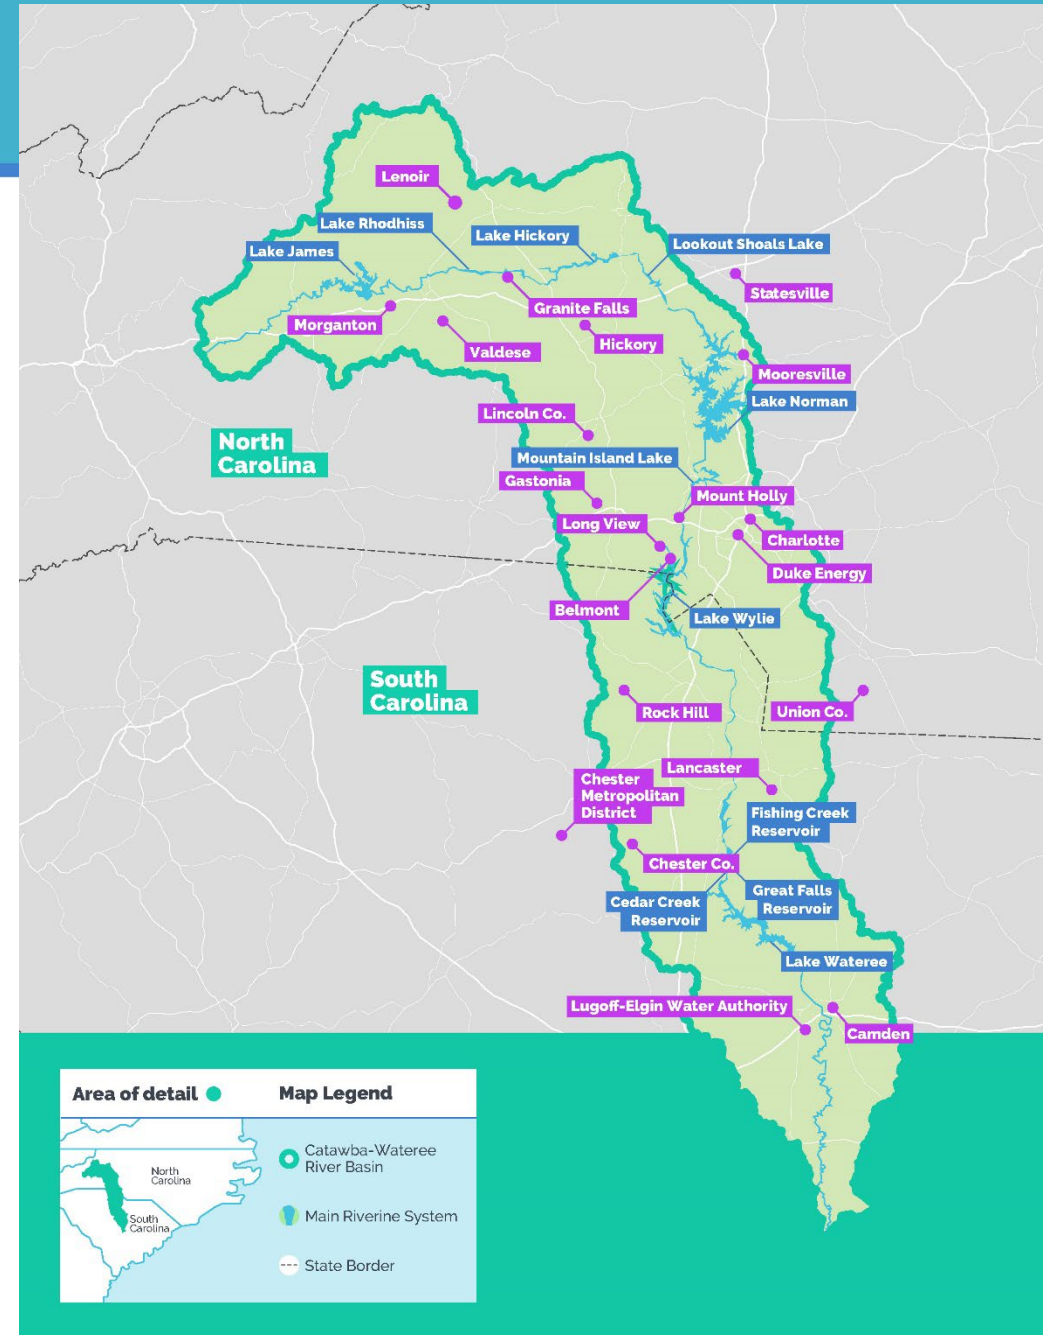 Lenoir
Lake Rhodhiss
Lake Hickory
Lookout Shoals Lake
Lake James
Statesville
Granite Falls
Morganton
Hickory
Valdese
Mooresville
Lake Norman
Lincoln Co.
North
Carolina
Mountain Island Lake
Gastonia
Mount Holly
Long View
Charlotte
Duke Energy
Belmont
Lake Wylie
South
Carolina
Rock Hill
Union Co.
Lancaster
Chester
Metropolitan
District
Fishing Creek
Reservoir
Chester Co.
Great Falls
Reservoir
Cedar Creek
Reservoir
Lake Wateree
Lugoff-Elgin Water Authority
Camden
Area of detail
Map Legend
Catawba-Wateree
River Basin
Main Riverine System
State Border
North
Carolina
South
Carolina